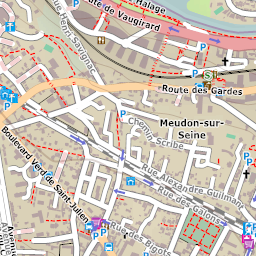 Halage
Route de Vaugirard
Rue Henri Savignac
S
Route des Gardes
P
Chemin Scribe
Meudon-sur-
Seine
Boulevard Verd de Saint-Julien
Rue Alexandre Guilmant
Rue des Galons
Rue des Bigots
Avenue